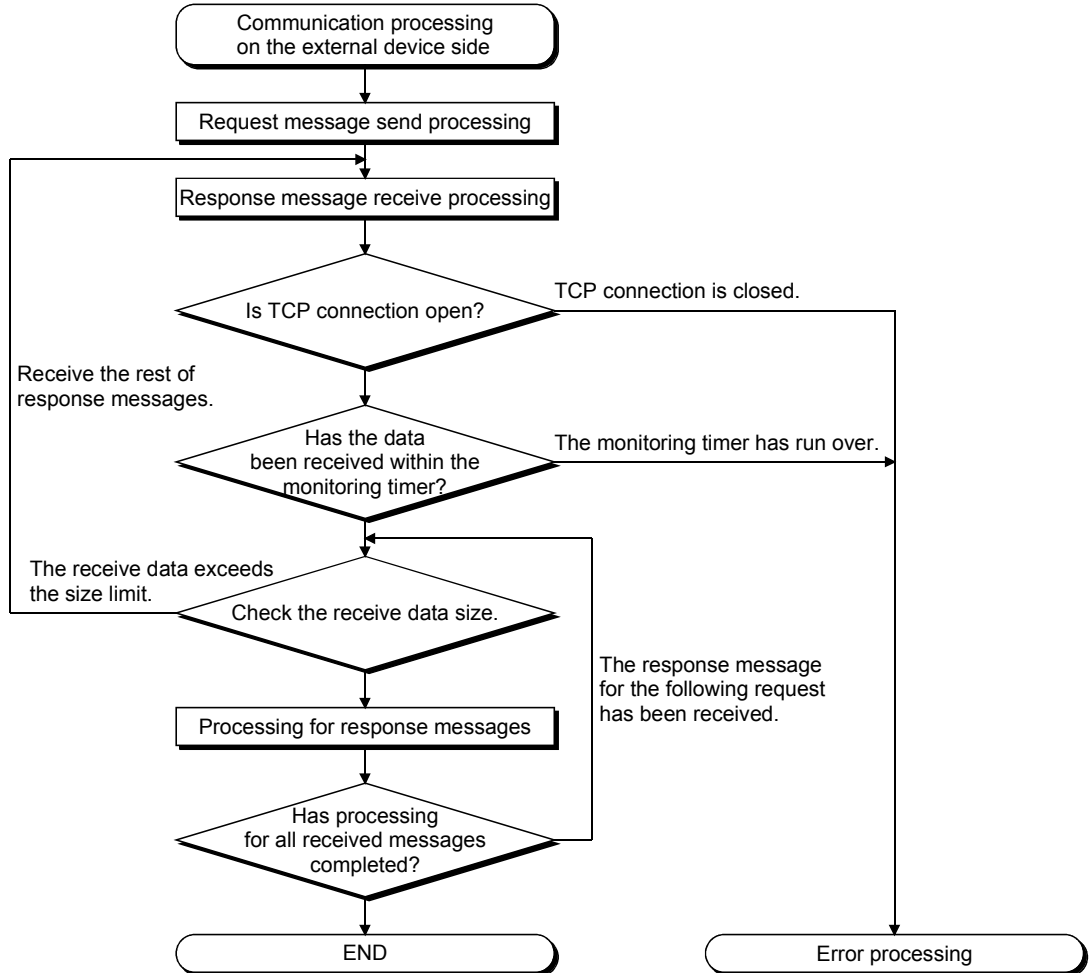 Communication processing
on the external device side
Request message send processing
Response message receive processing
Is TCP connection open?
TCP connection is closed.
Receive the rest of
response messages.
Has the data
been received within the
monitoring timer?
The monitoring timer has run over.
The receive data exceeds
the size limit.
Check the receive data size.
The response message
for the following request
has been received.
Processing for response messages
Has processing
for all received messages
completed?
END
Error processing